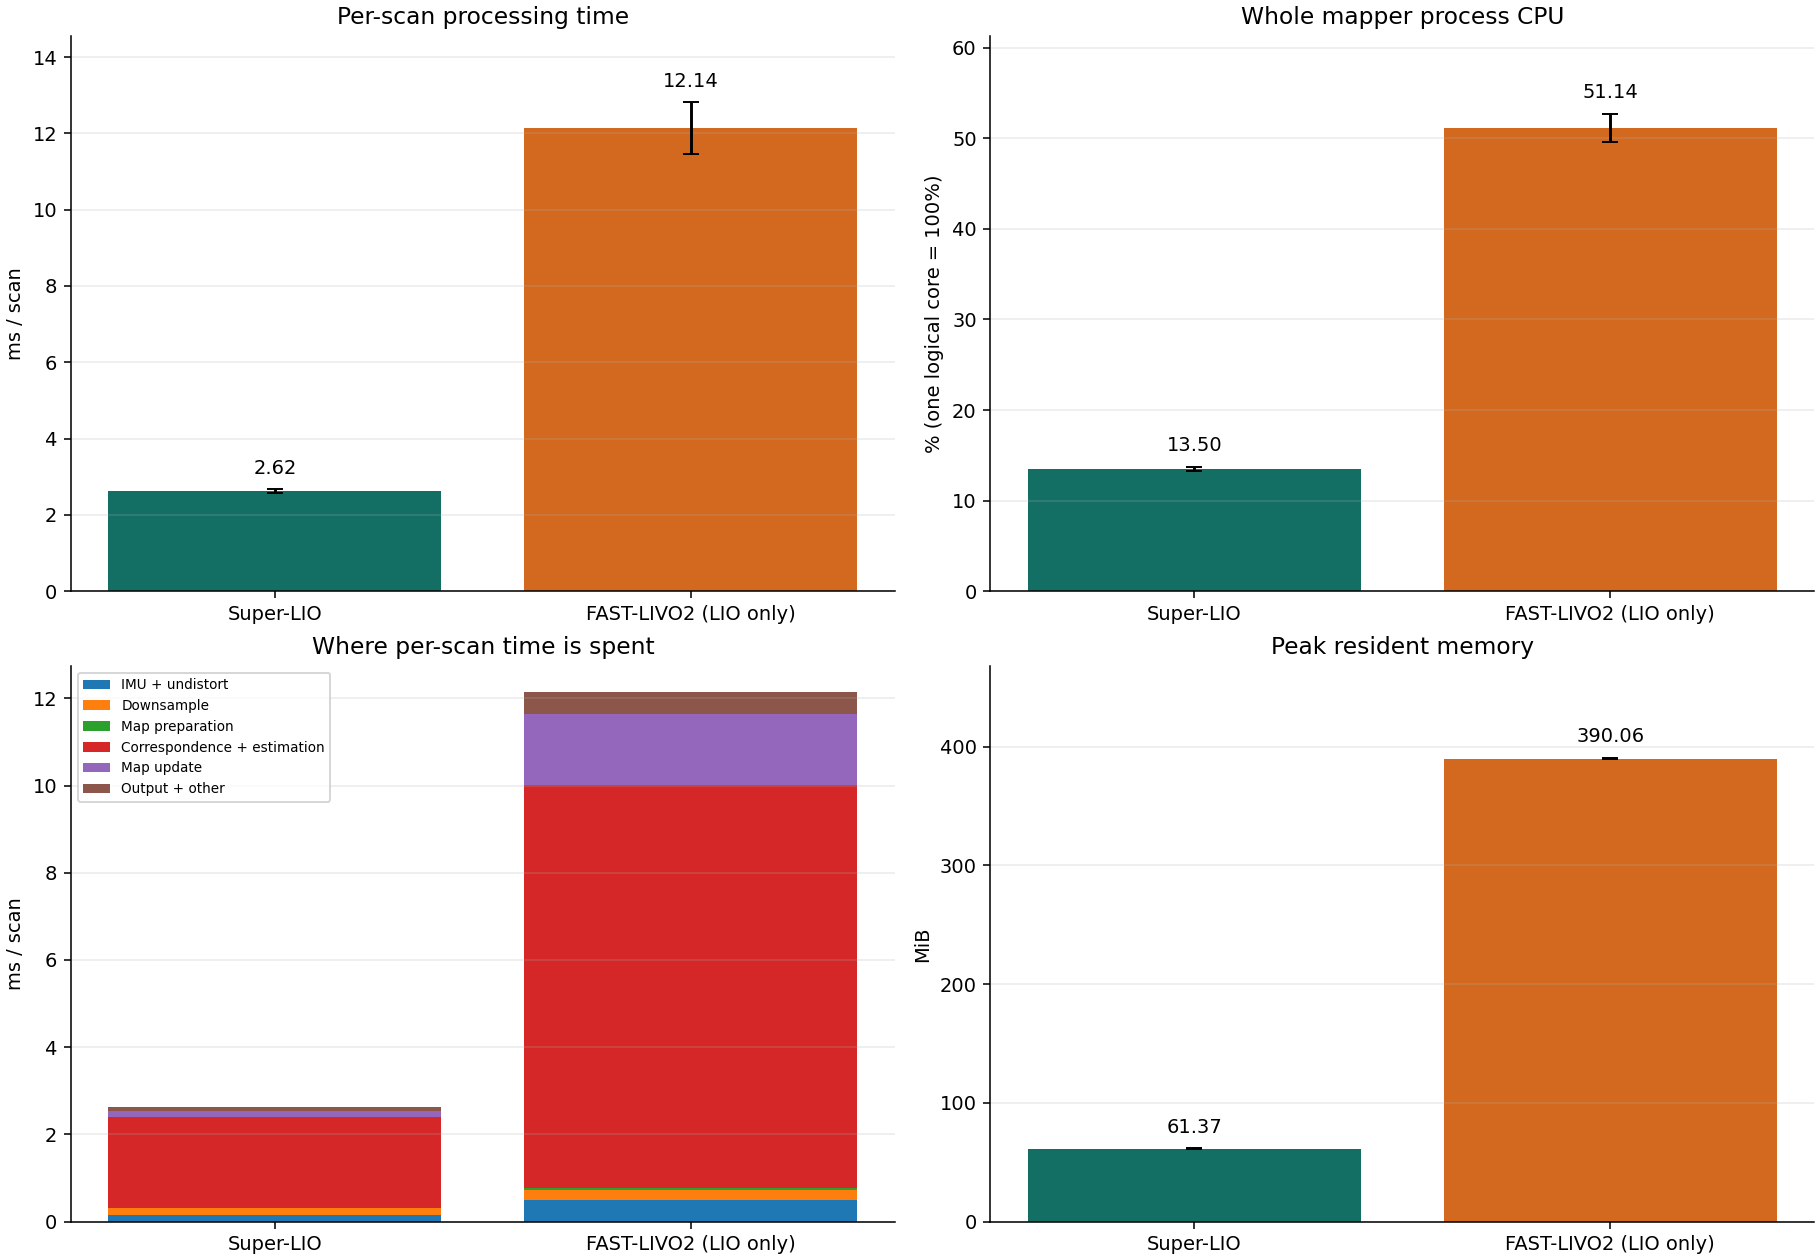 Per-scan processing time
14
12
10
8
6
4
2
0
ms / scan
2.62
12.14
Super-LIO
FAST-LIVO2 (LIO only)
Whole mapper process CPU
60
50
40
30
20
10
0
% (one logical core = 100%)
13.50
51.14
Super-LIO
FAST-LIVO2 (LIO only)
Where per-scan time is spent
12
10
8
6
4
2
0
ms / scan
IMU + undistort
Downsample
Map preparation
Correspondence + estimation
Map update
Output + other
Super-LIO
FAST-LIVO2 (LIO only)
Peak resident memory
400
300
200
100
0
MiB
61.37
390.06
Super-LIO
FAST-LIVO2 (LIO only)